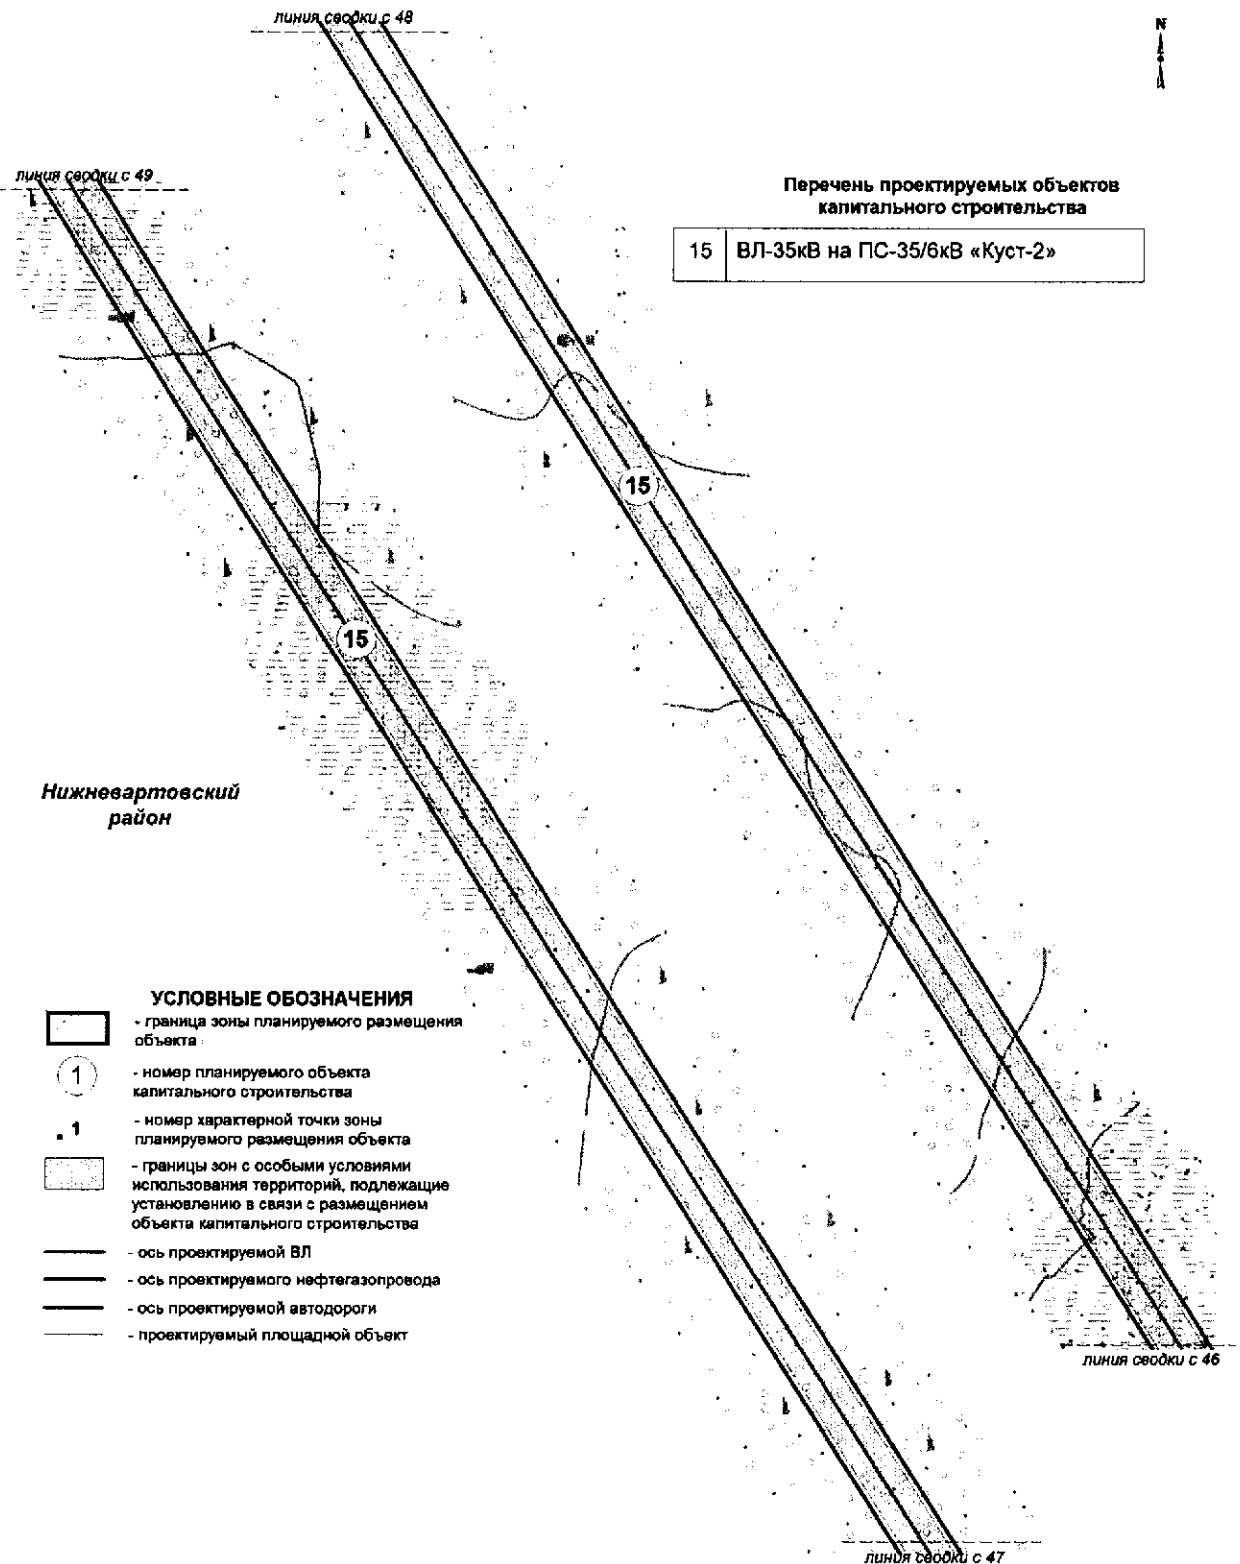 линия сводки с 48
N
линия сводки с 49
Перечень проектируемых объектов
капитального строительства
15 ВЛ-35кВ на ПС-35/6кВ «Куст-2»
15
15
Нижневартовский
район
УСЛОВНЫЕ ОБОЗНАЧЕНИЯ
- граница зоны планируемого размещения
объекта
1
- номер планируемого объекта
капитального строительства
. 1
- номер характерной точки зоны
планируемого размещения объекта
- границы зон с особыми условиями
использования территорий, подлежащие
установлению в связи с размещением
объекта капитального строительства
- ось проектируемой ВЛ
- ось проектируемого нефтегазопровода
- ось проектируемой автодороги
- проектируемый площадной объект
линия сводки с 46
линия сводки с 47